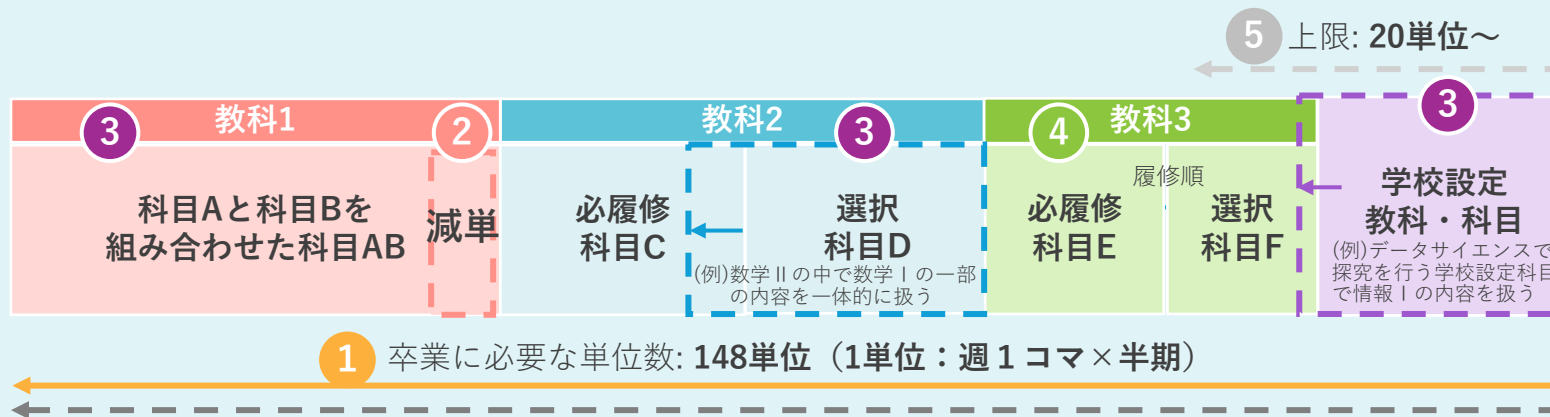 5 上限: 20単位～
3 教科1 2
教科2 3
4 教科3
3
科目Aと科目Bを
組み合わせた科目AB
減単
必履修
科目C
選択
科目D
(例)数学Ⅱの中で数学Ⅰの一部
の内容を一体的に扱う
履修順
必履修
科目E
選択
科目F
学校設定
教科・科目
(例)データサイエンスで
探究を行う学校設定科目
で情報Ⅰの内容を扱う
1 卒業に必要な単位数: 148単位（1単位：週１コマ×半期）